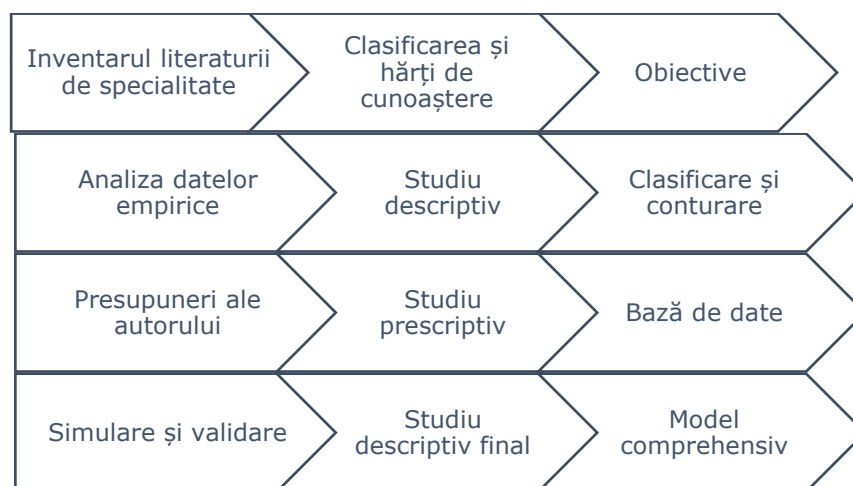 Inventarul literaturii
de specialitate
Clasificarea și
hărți de
cunoaștere
Obiective
Analiza datelor
empirice
Studiu
descriptiv
Clasificare și
conturare
Presupuneri ale
autorului
Studiu
prescriptiv
Bază de date
Simulare și validare
Studiu
descriptiv final
Model
comprehensiv